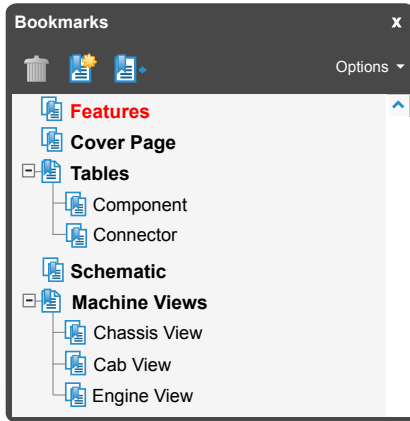 Bookmarks x
Options
Features
Cover Page
Tables
Component
Connector
Schematic
Machine Views
Chassis View
Cab View
Engine View